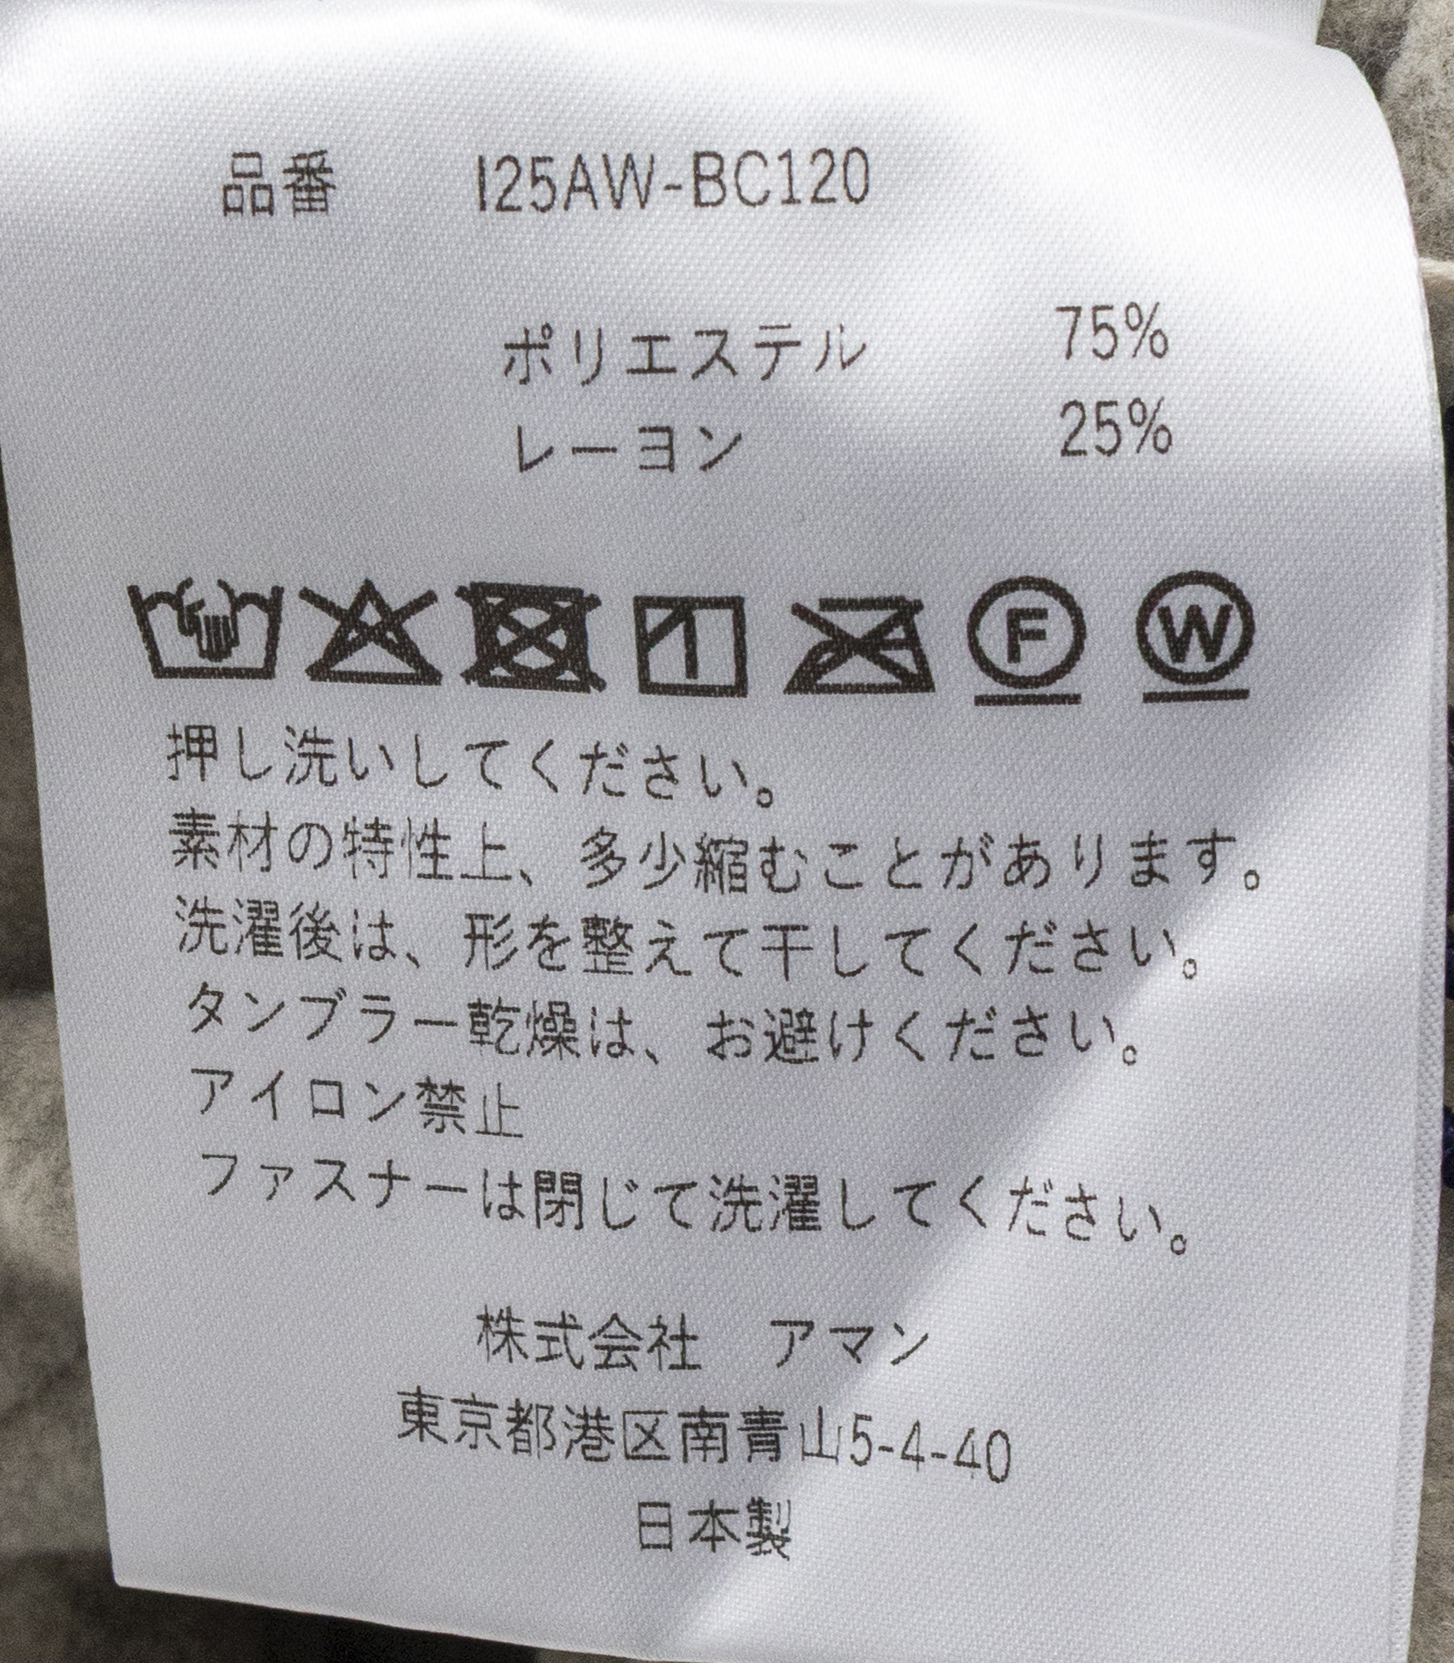 品番 I25AW-BC120
ポリエステル 75%
レーヨン 25%
F W
押し洗いしてください。
素材の特性上、多少縮むことがあります。
洗濯後は、形を整えて干してください。
タンブラー乾燥は、お避けください。
アイロン禁止
ファスナーは閉じて洗濯してください。
株式会社 アマン
東京都港区南青山5-4-40
日本製